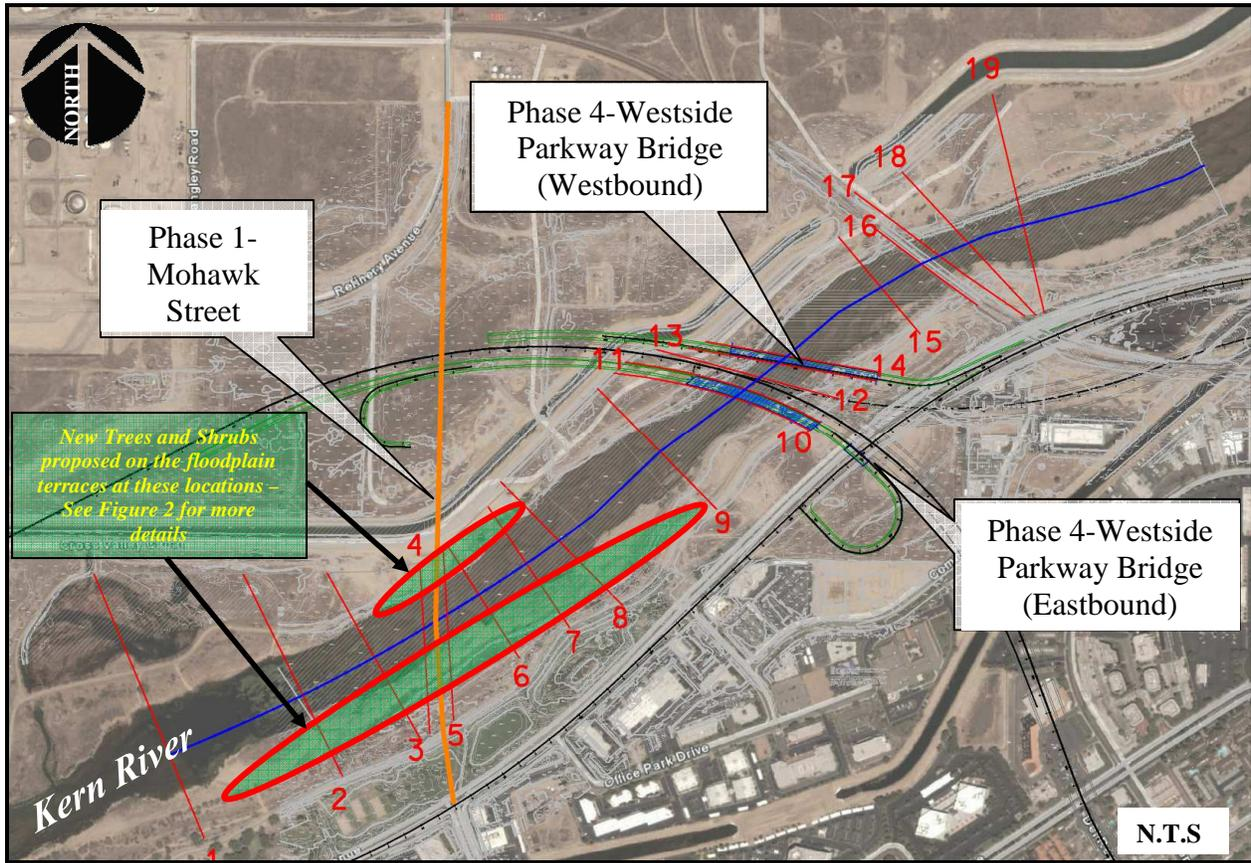 NORTH
19
Phase 4-Westside
Parkway Bridge
(Westbound)
18
17
16
Phase 1-
Mohawk
Street
Refinery Avenue
15
13
14
11
12
10
New Trees and Shrubs
proposed on the floodplain
terraces at these locations –
See Figure 2 for more
details
9
Phase 4-Westside
Parkway Bridge
(Eastbound)
4
8
7
6
5
3
2
1
Office Park Drive
Kern River
N.T.S